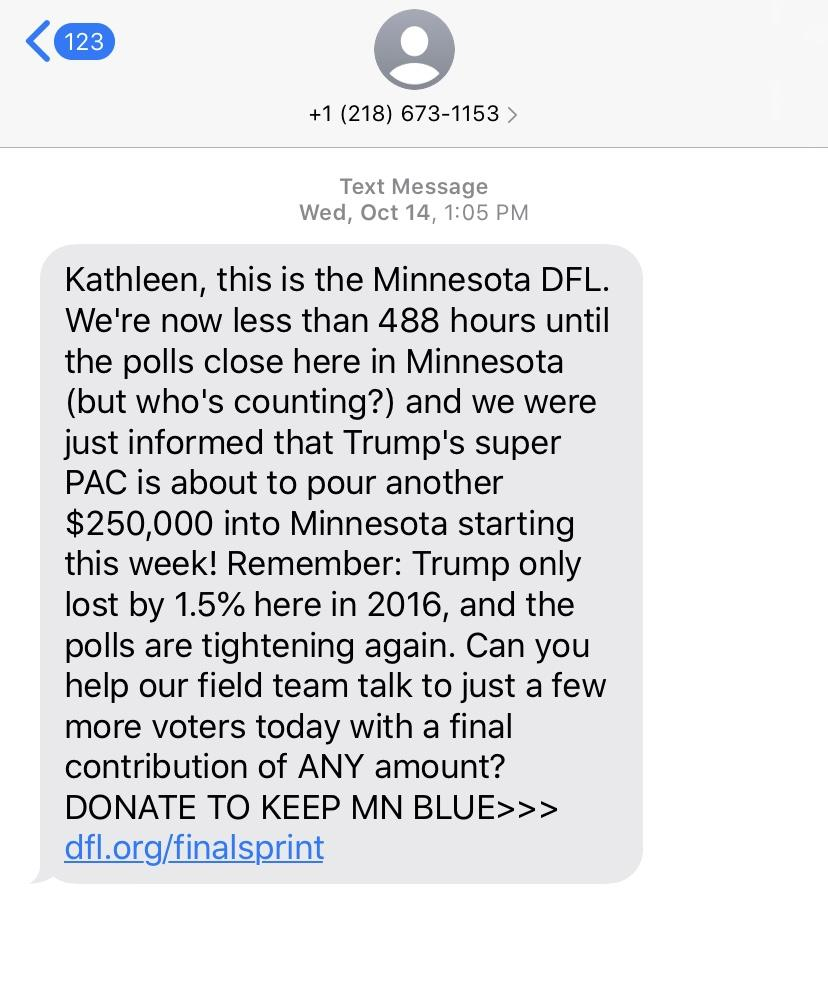 123
+1 (218) 673-1153
Text Message
Wed, Oct 14, 1:05 PM
Kathleen, this is the Minnesota DFL.
We're now less than 488 hours until
the polls close here in Minnesota
(but who's counting?) and we were
just informed that Trump's super
PAC is about to pour another
$250,000 into Minnesota starting
this week! Remember: Trump only
lost by 1.5% here in 2016, and the
polls are tightening again. Can you
help our field team talk to just a few
more voters today with a final
contribution of ANY amount?
DONATE TO KEEP MN BLUE>>>
dfl.org/finalsprint